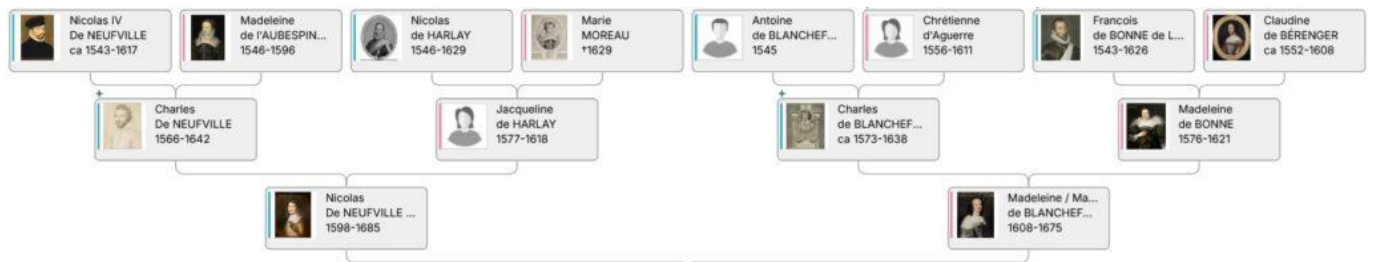 Nicolas IV
De NEUFVILLE
ca 1543-1617
Madeleine
de l'AUBESPIN...
1546-1596
Nicolas
de HARLAY
1546-1629
Marie
MOREAU
†1629
Antoine
de BLANCHEF...
1545
Chrétienne
d'Aguerre
1556-1611
Francois
de BONNE de L...
1543-1626
Claudine
de BÉRENGER
ca 1552-1608
Charles
De NEUFVILLE
1566-1642
Jacqueline
de HARLAY
1577-1618
Charles
de BLANCHEF...
ca 1573-1638
Madeleine
de BONNE
1576-1621
Nicolas
De NEUFVILLE ...
1598-1685
Madeleine / Ma...
de BLANCHEF...
1608-1675